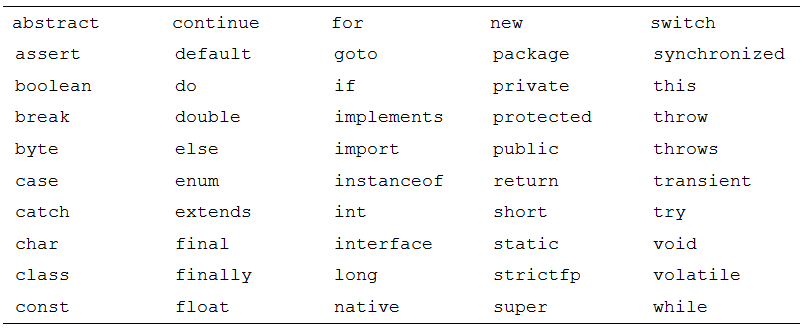 abstract continue for new switch
assert default goto package synchronized
boolean do if private this
break double implements protected throw
byte else import public throws
case enum instanceof return transient
catch extends int short try
char final interface static void
class finally long strictfp volatile
const float native super while